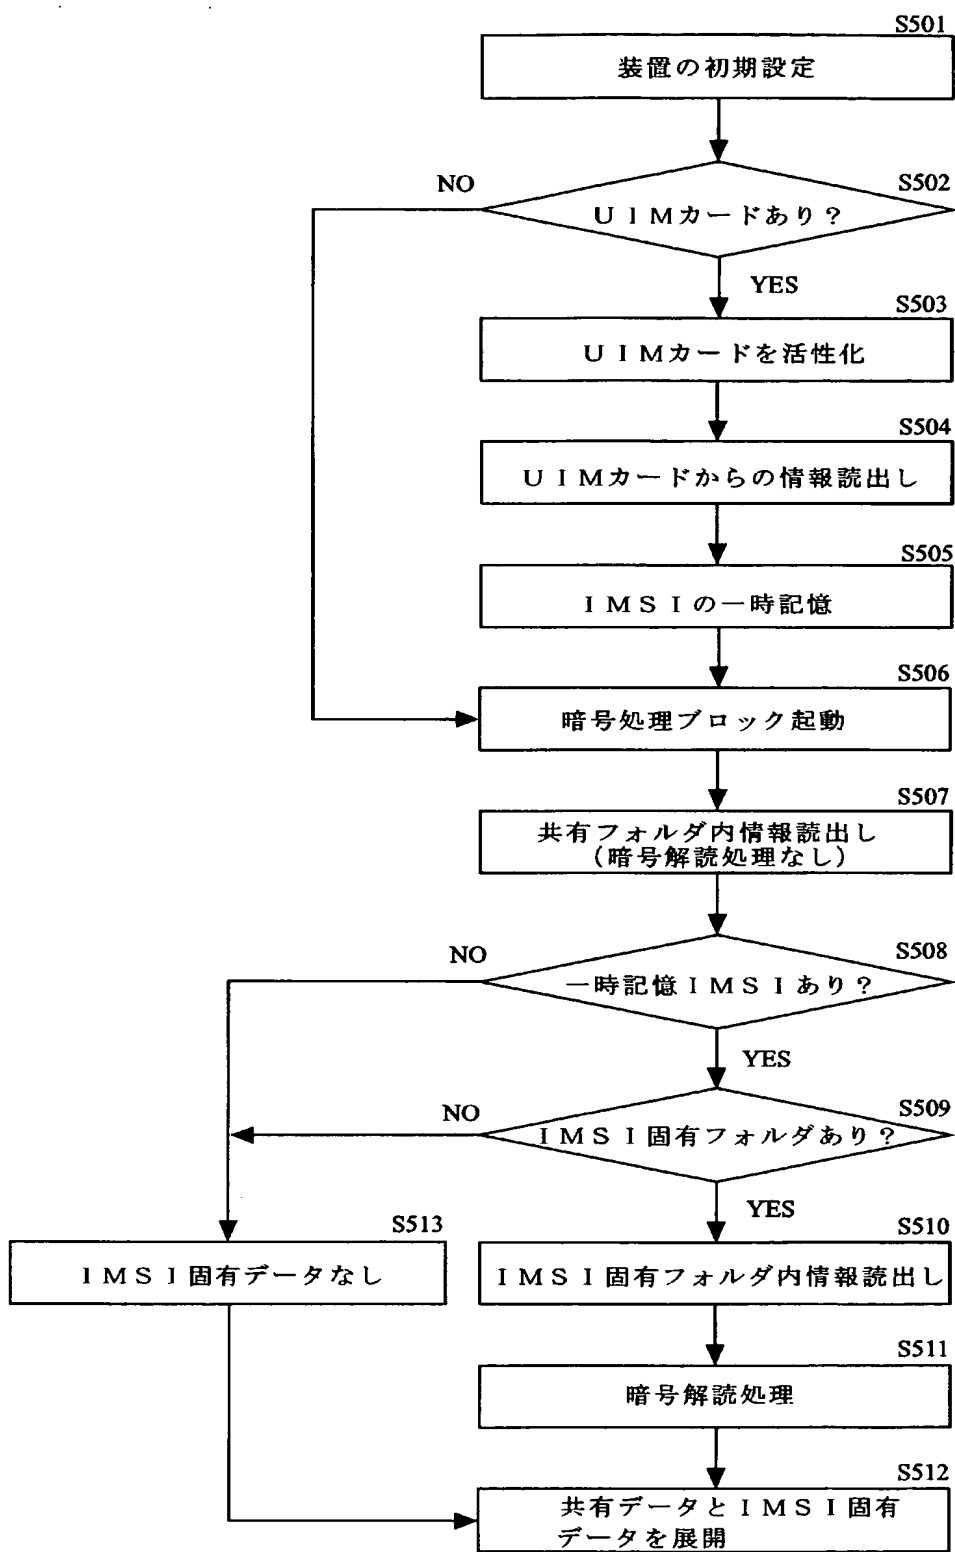 S501
装置の初期設定
S502
NO
UIMカードあり?
YES
S503
UIMカードを活性化
S504
UIMカードからの情報読出し
S505
IMSIの一時記憶
S506
暗号処理ブロック起動
S507
共有フォルダ内情報読出し
(暗号解読処理なし)
S508
NO
一時記憶IMSIあり?
YES
S509
NO
IMSI固有フォルダあり?
YES
S513
S510
IMSI固有データなし
IMSI固有フォルダ内情報読出し
S511
暗号解読処理
S512
共有データとIMSI固有
データを展開